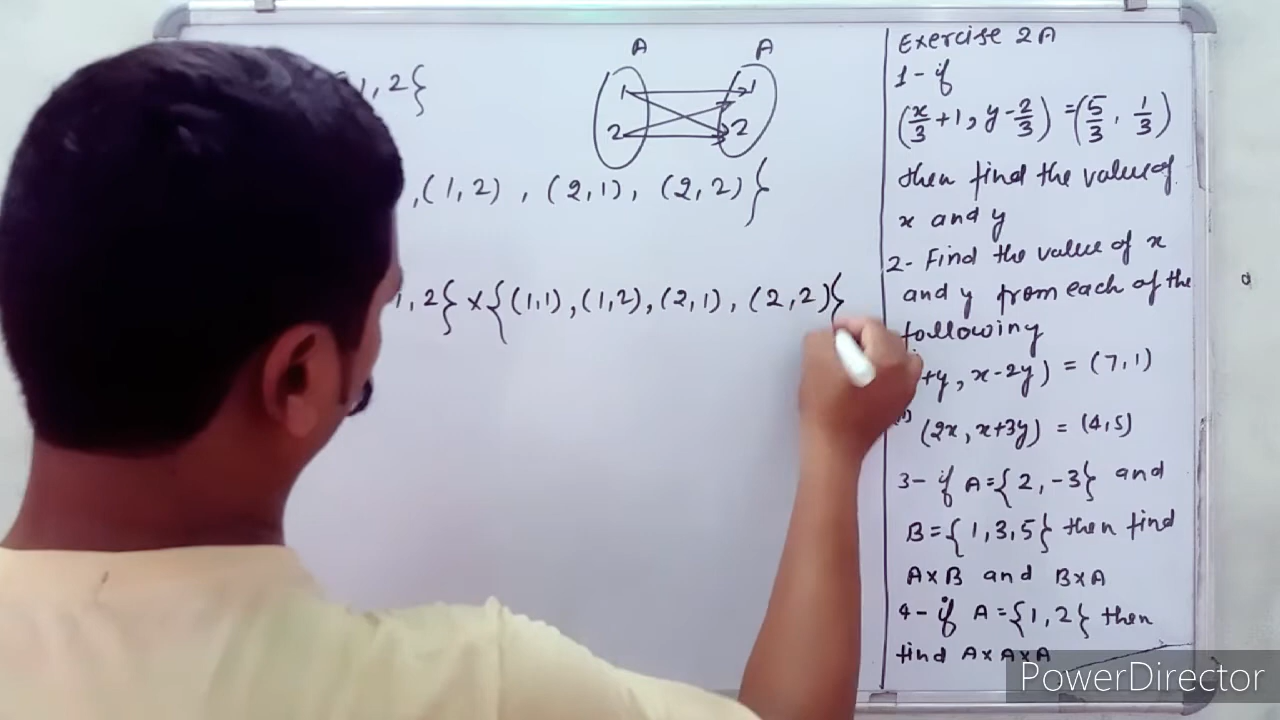 1,2}
A A
1 1
2 2
,(1,2) , (2,1), (2,2)}
1,2} × {(1,1),(1,2),(2,1), (2,2)}
Exercise 2A
1- if
(x/3 +1, y-2/3) = (5/3, 1/3)
then find the value of
x and y
2- Find the value of x
and y from each of the
following
+y, x-2y) = (7,1)
(2x, x+3y) = (4,5)
3- if A={2,-3} and
B={1,3,5} then find
A×B and B×A
4- if A={1,2} then
find A×A×A
PowerDirector